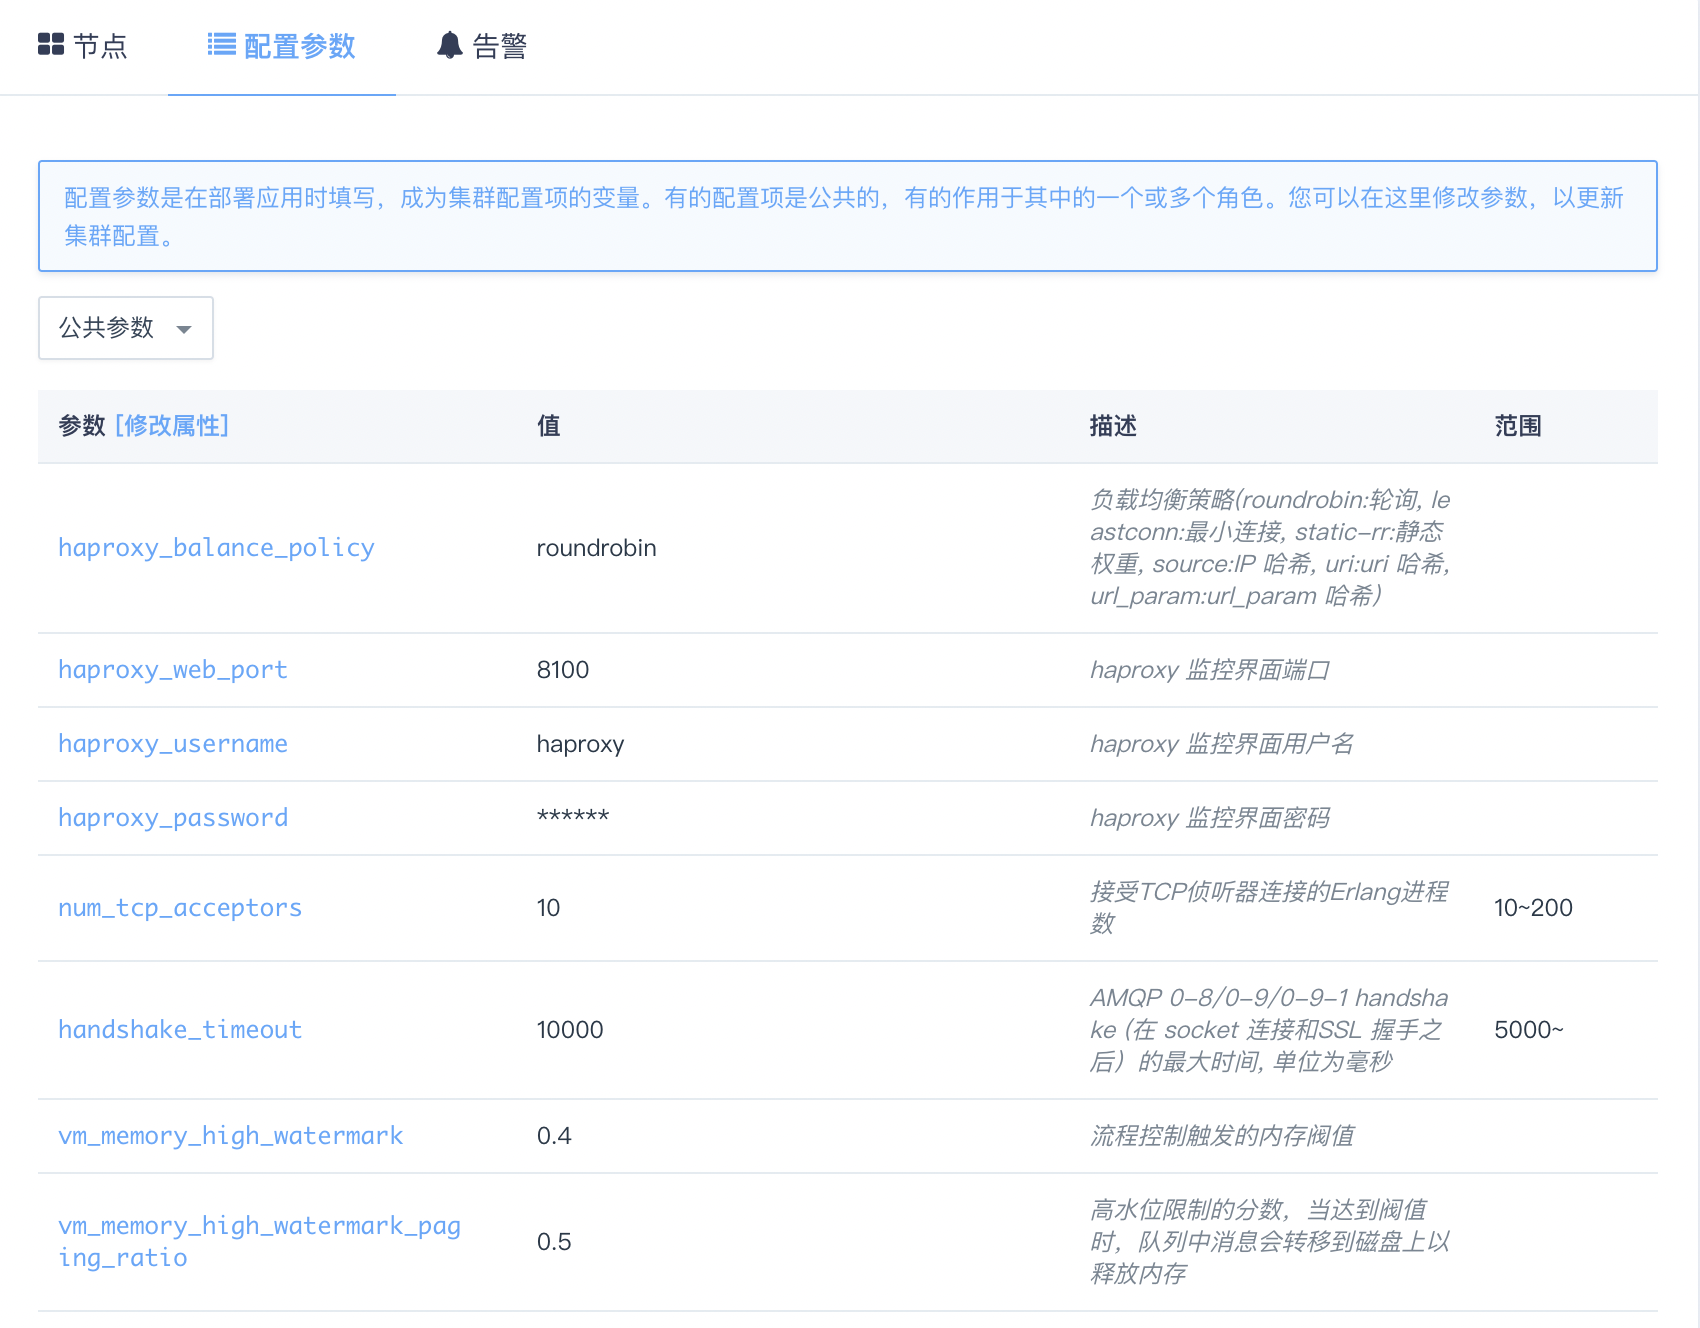 节点 配置参数 告警
配置参数是在部署应用时填写，成为集群配置项的变量。有的配置项是公共的，有的作用于其中的一个或多个角色。您可以在这里修改参数，以更新
集群配置。
公共参数
参数 [修改属性] 值 描述 范围
haproxy_balance_policy roundrobin
负载均衡策略(roundrobin:轮询, le
astconn:最小连接, static-rr:静态
权重, source:IP 哈希, uri:uri 哈希,
url_param:url_param 哈希）
haproxy_web_port 8100 haproxy 监控界面端口
haproxy_username haproxy haproxy 监控界面用户名
haproxy_password ****** haproxy 监控界面密码
num_tcp_acceptors 10
接受TCP侦听器连接的Erlang进程
数
10~200
handshake_timeout 10000
AMQP 0-8/0-9/0-9-1 handsha
ke (在 socket 连接和SSL 握手之
后）的最大时间, 单位为毫秒
5000~
vm_memory_high_watermark 0.4 流程控制触发的内存阀值
vm_memory_high_watermark_pag
ing_ratio
0.5
高水位限制的分数，当达到阀值
时，队列中消息会转移到磁盘上以
释放内存